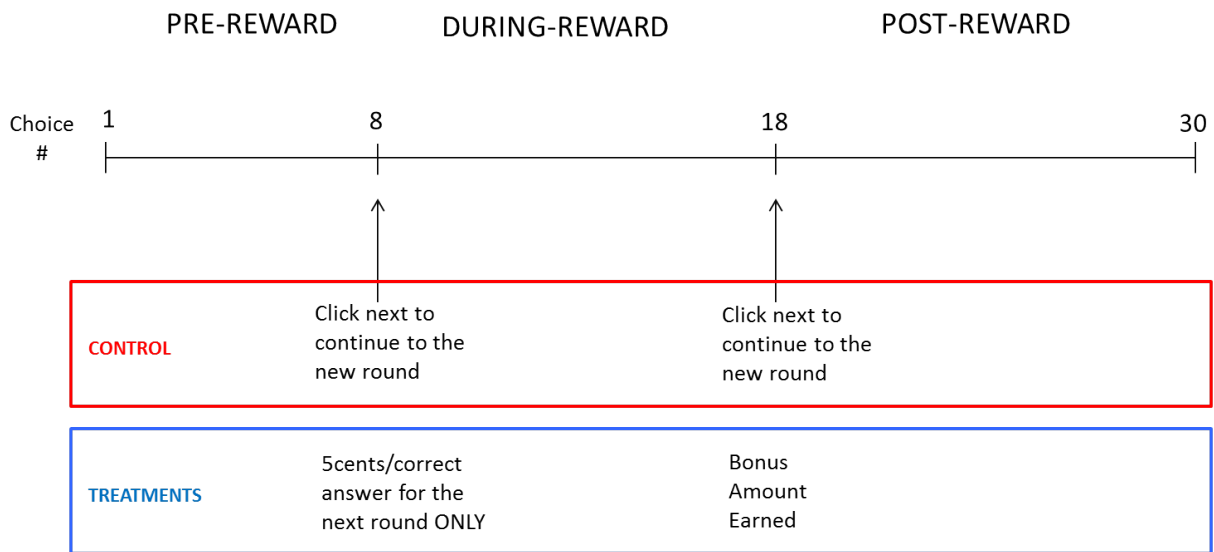 PRE-REWARD DURING-REWARD POST-REWARD
Choice
#
1 8 18 30
CONTROL
Click next to
continue to the
new round
Click next to
continue to the
new round
TREATMENTS
5cents/correct
answer for the
next round ONLY
Bonus
Amount
Earned